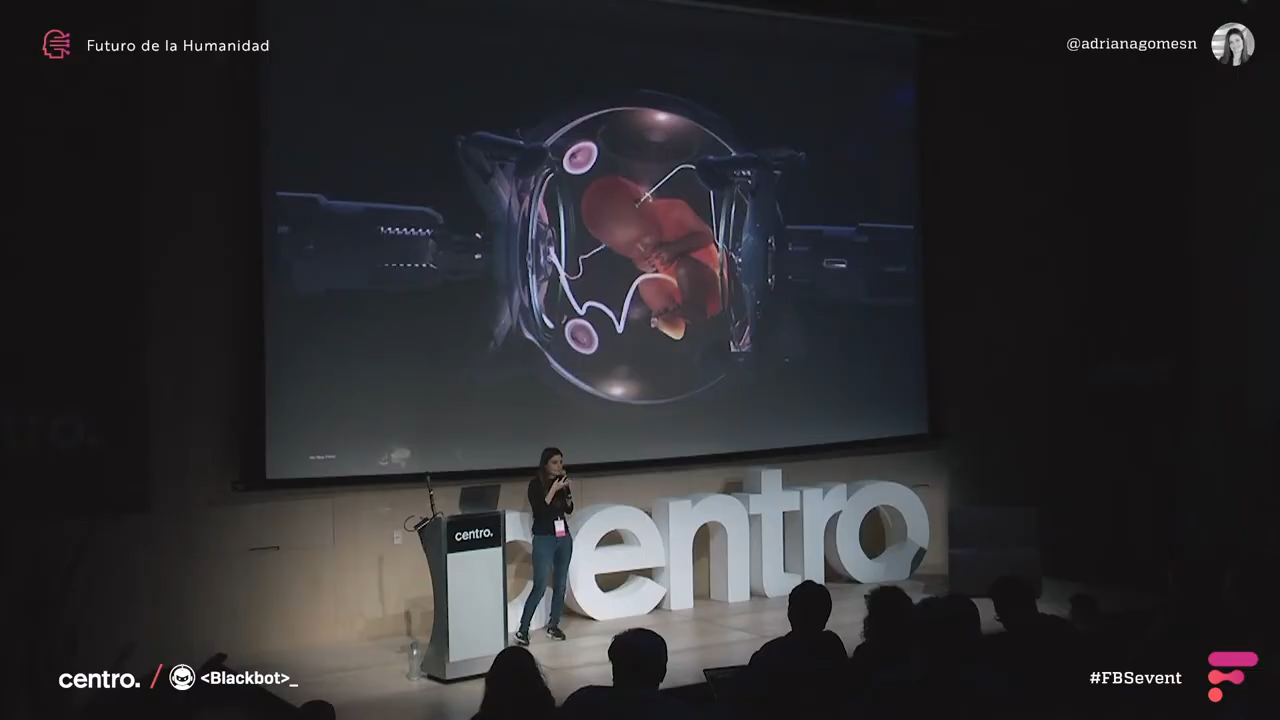 Futuro de la Humanidad
@adrianagomesn
centro.
centro
centro. / <Blackbot>_
#FBSevent